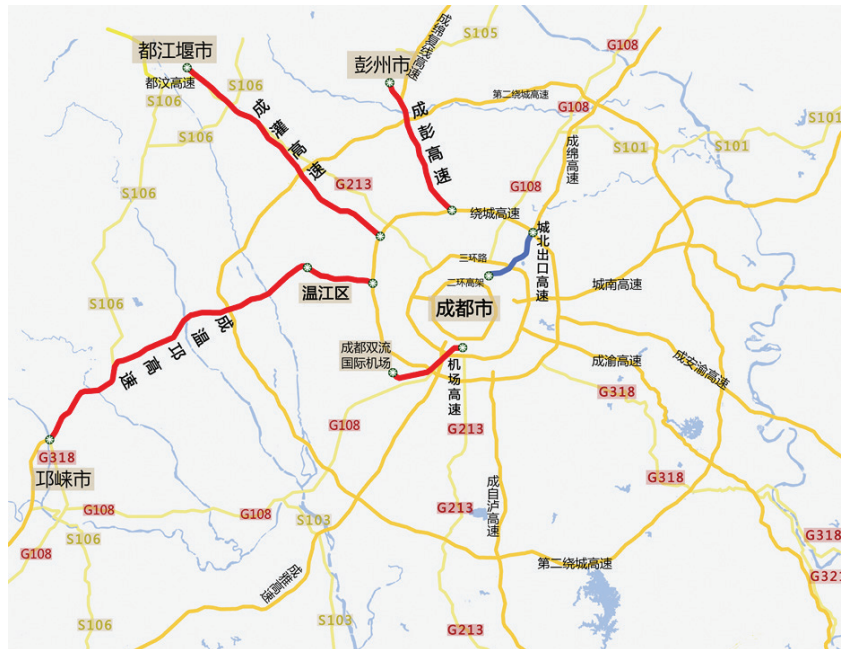 都江堰市
彭州市
成绵复线高速
S105
G108
都汶高速
S106
S106
S106
第二绕城高速
G108
S101
S101
S101
成灌高速
成彭高速
成绵高速
G213
G108
绕城高速
S106
城北出口高速
三环路
二环高架
温江区
成都市
城南高速
S106
成温邛高速
成都双流
国际机场
机场高速
成渝高速
成安渝高速
G318
G108
G213
G318
邛崃市
G318
G108
G108
S103
G213
成自泸高速
S106
G108
G318
第二绕城高速
成雅高速
G321
S106
S103
G213